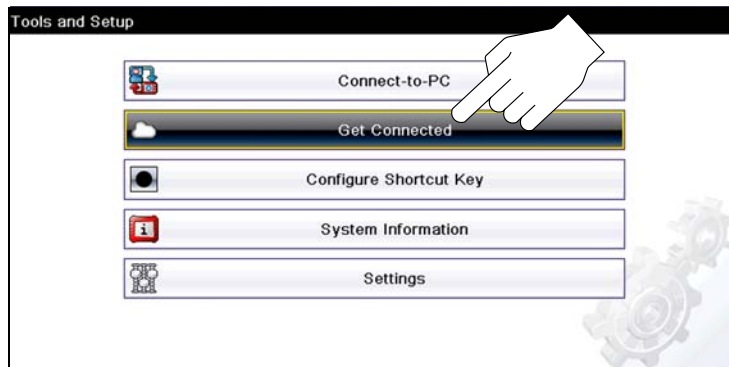 Tools and Setup
Connect-to-PC
Get Connected
Configure Shortcut Key
i
System Information
Settings